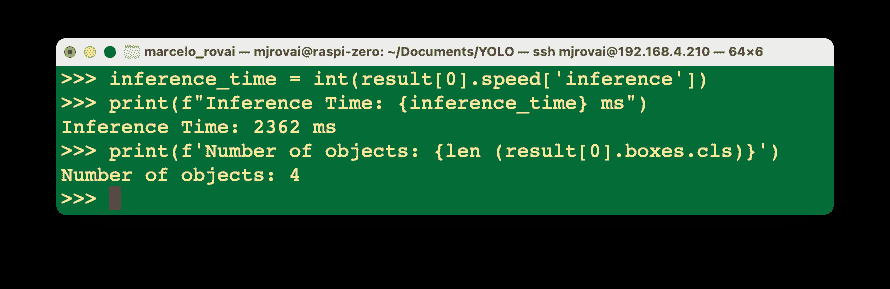 marcelo_rovai — mjrovai@raspi-zero: ~/Documents/YOLO — ssh mjrovai@192.168.4.210 — 64×6
>>> inference_time = int(result[0].speed['inference'])
>>> print(f"Inference Time: {inference_time} ms")
Inference Time: 2362 ms
>>> print(f'Number of objects: {len (result[0].boxes.cls)}')
Number of objects: 4
>>>